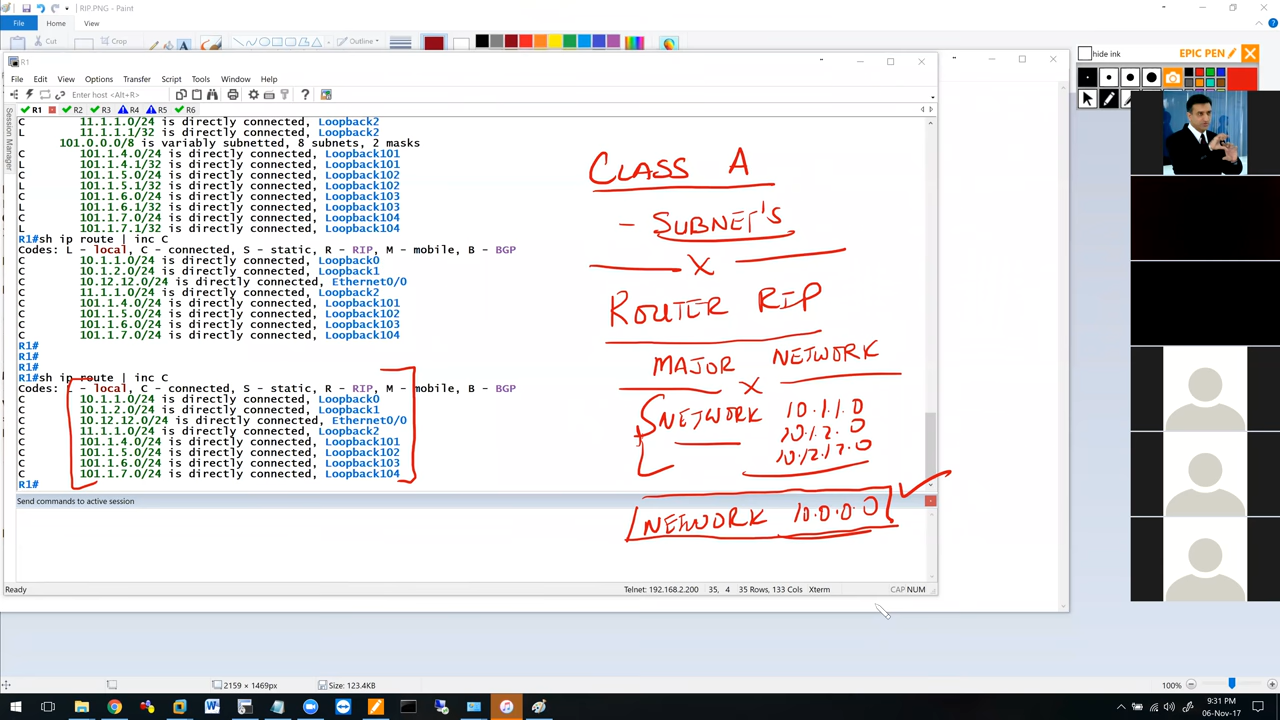 RIP.PNG - Paint
File Home View
Cut Crop Outline
hide ink EPIC PEN
R1
File Edit View Options Transfer Script Tools Window Help
Enter host <Alt+R>
R1 R2 R3 R4 R5 R6
Session Manager
C 11.1.1.0/24 is directly connected, Loopback2
L 11.1.1.1/32 is directly connected, Loopback2
101.0.0.0/8 is variably subnetted, 8 subnets, 2 masks
C 101.1.4.0/24 is directly connected, Loopback101
L 101.1.4.1/32 is directly connected, Loopback101
C 101.1.5.0/24 is directly connected, Loopback102
L 101.1.5.1/32 is directly connected, Loopback102
C 101.1.6.0/24 is directly connected, Loopback103
L 101.1.6.1/32 is directly connected, Loopback103
C 101.1.7.0/24 is directly connected, Loopback104
L 101.1.7.1/32 is directly connected, Loopback104
R1#sh ip route | inc C
Codes: L - local, C - connected, S - static, R - RIP, M - mobile, B - BGP
C 10.1.1.0/24 is directly connected, Loopback0
C 10.1.2.0/24 is directly connected, Loopback1
C 10.12.12.0/24 is directly connected, Ethernet0/0
C 11.1.1.0/24 is directly connected, Loopback2
C 101.1.4.0/24 is directly connected, Loopback101
C 101.1.5.0/24 is directly connected, Loopback102
C 101.1.6.0/24 is directly connected, Loopback103
C 101.1.7.0/24 is directly connected, Loopback104
R1#
R1#
R1#
R1#sh ip route | inc C
Codes: L - local, C - connected, S - static, R - RIP, M - mobile, B - BGP
C 10.1.1.0/24 is directly connected, Loopback0
C 10.1.2.0/24 is directly connected, Loopback1
C 10.12.12.0/24 is directly connected, Ethernet0/0
C 11.1.1.0/24 is directly connected, Loopback2
C 101.1.4.0/24 is directly connected, Loopback101
C 101.1.5.0/24 is directly connected, Loopback102
C 101.1.6.0/24 is directly connected, Loopback103
C 101.1.7.0/24 is directly connected, Loopback104
R1#
CLASS A
- SUBNET'S
X
ROUTER RIP
MAJOR NETWORK
X
NETWORK 10.1.1.0
10.1.2.0
10.12.12.0
NETWORK 10.0.0.0
Send commands to active session
Ready Telnet: 192.168.2.200 35, 4 35 Rows, 133 Cols Xterm CAP NUM
2159 × 1469px Size: 123.4KB 100%
9:31 PM
06-Nov-17